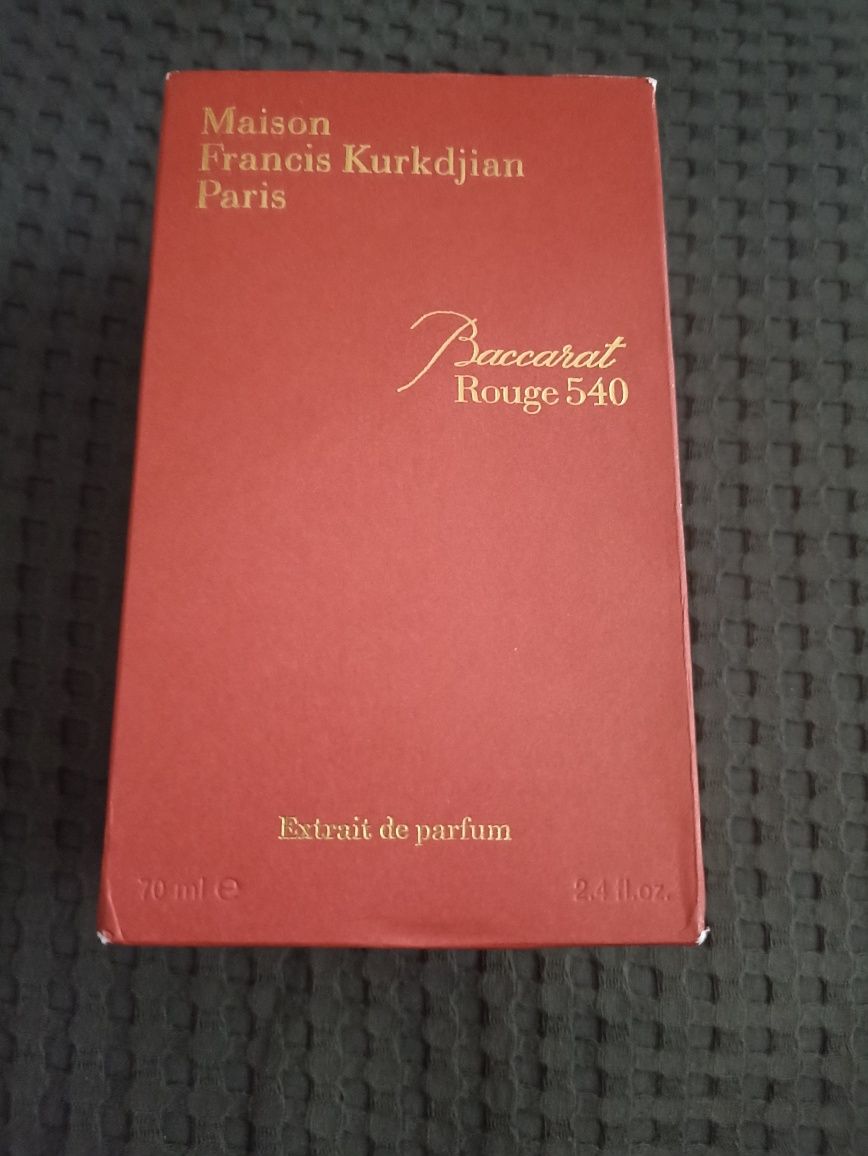 Maison
Francis Kurkdjian
Paris
Baccarat
Rouge 540
Extrait de parfum
70 ml ℮ 2.4 fl.oz.